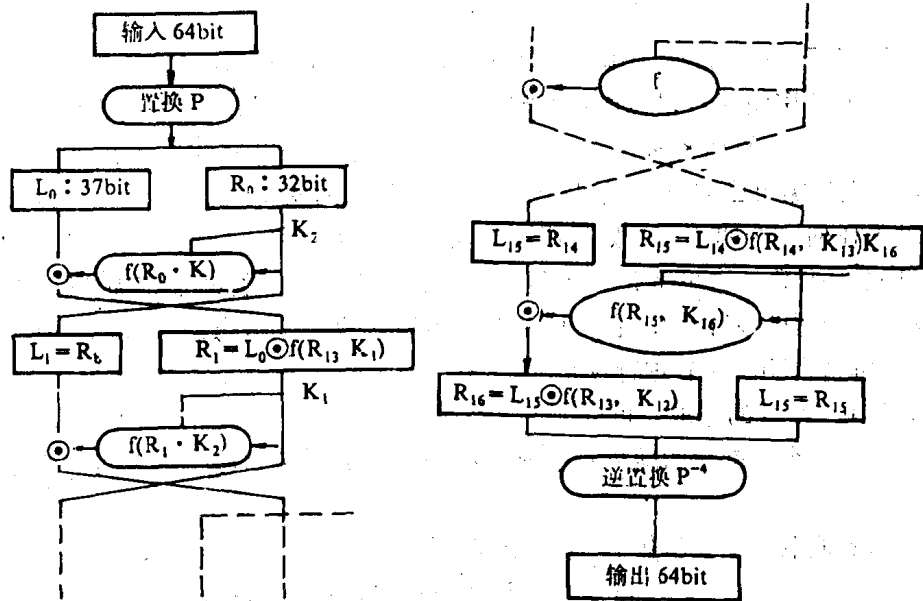 输入 64bit
置换 P
L₀：37bit
R₀：32bit
K₂
f(R₀·K)
L₁=Rₜ
R₁=L₀⊙f(R₁₃ K₁)
K₁
f(R₁·K₂)
f
L₁₅=R₁₄
R₁₅=L₁₄⊙f(R₁₄, K₁₃)K₁₆
f(R₁₅, K₁₆)
R₁₆=L₁₅⊙f(R₁₃, K₁₂)
L₁₅=R₁₅
逆置换 P⁻⁴
输出 64bit